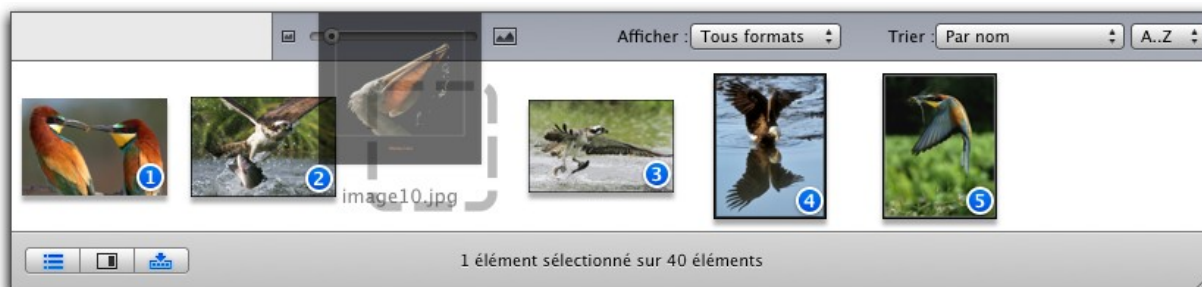 Afficher : Tous formats Trier : Par nom A..Z
1 2 3 4 5
image10.jpg
1 élément sélectionné sur 40 éléments